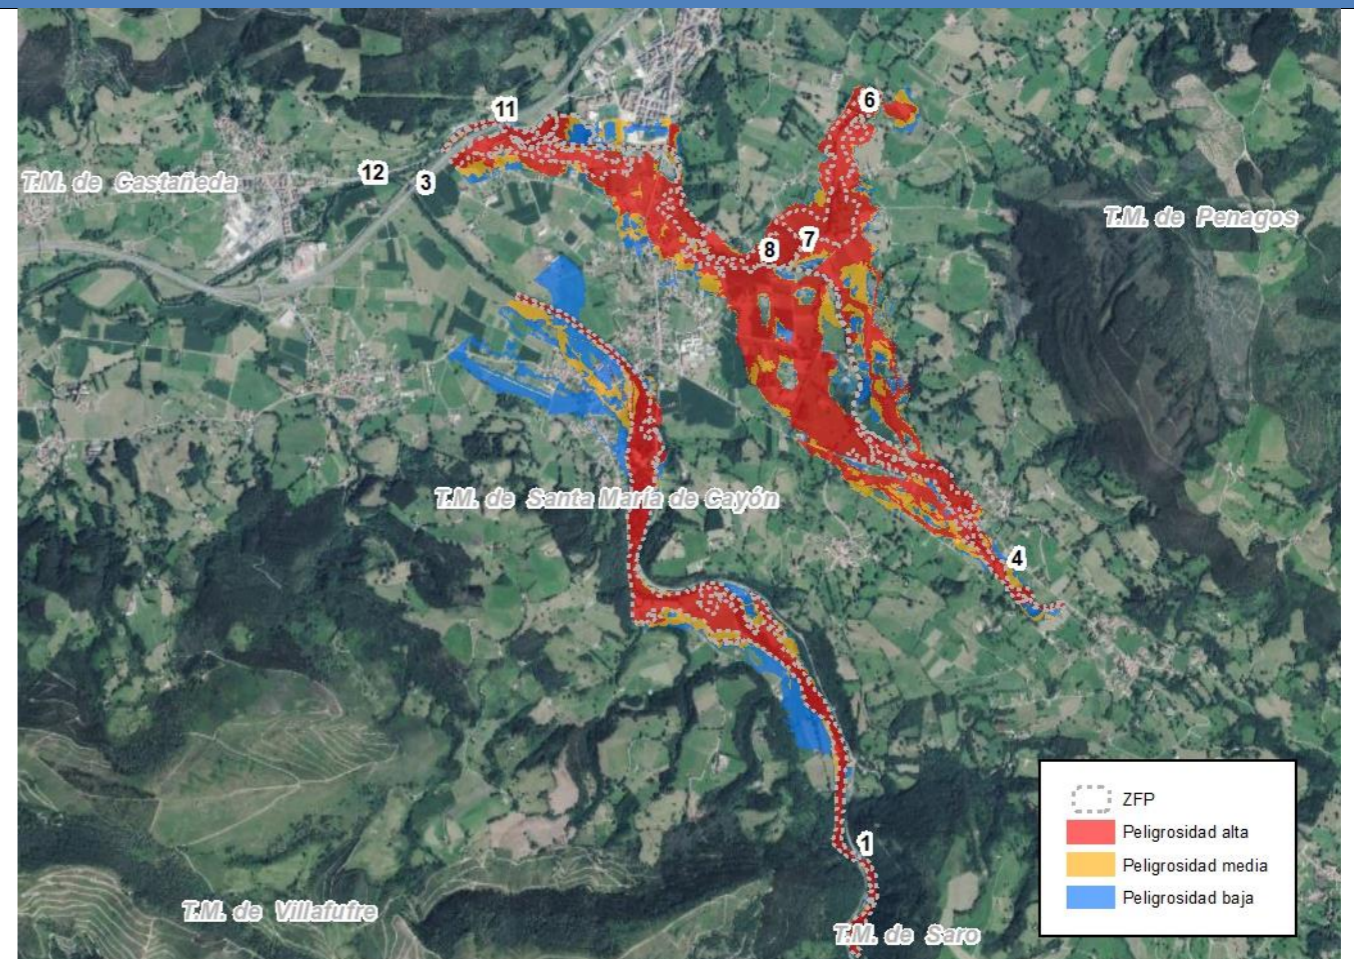 6
11
12
3
T.M. de Castañeda
T.M. de Penagos
7
8
T.M. de Santa María de Cayón
4
1
T.M. de Villafufre
T.M. de Saro
ZFP
Peligrosidad alta
Peligrosidad media
Peligrosidad baja